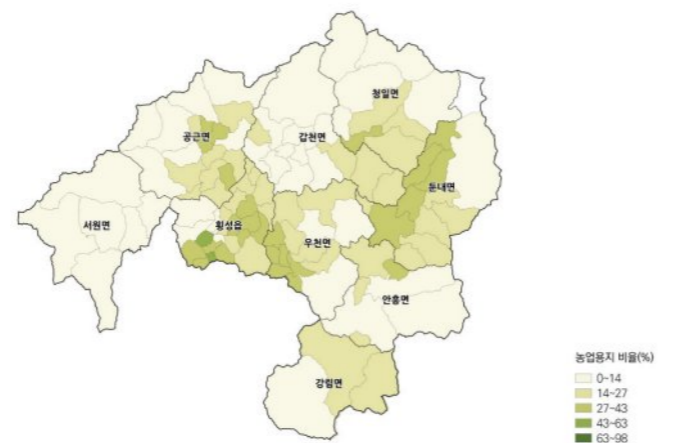 청일면
공근면
갑천면
둔내면
서원면
횡성읍
우천면
안흥면
강림면
농업용지 비율(%)
0-14
14-27
27-43
43-63
63-98